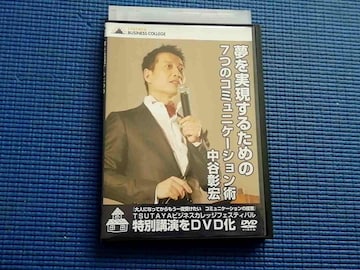 BUSINESS COLLEGE
夢を実現するための
7つのコミュニケーション術
中谷彰宏
「大人になってからもう一度受けたい コミュニケーションの授業」
TSUTAYAビジネスカレッジフェスティバル
特別講演をDVD化
DVD